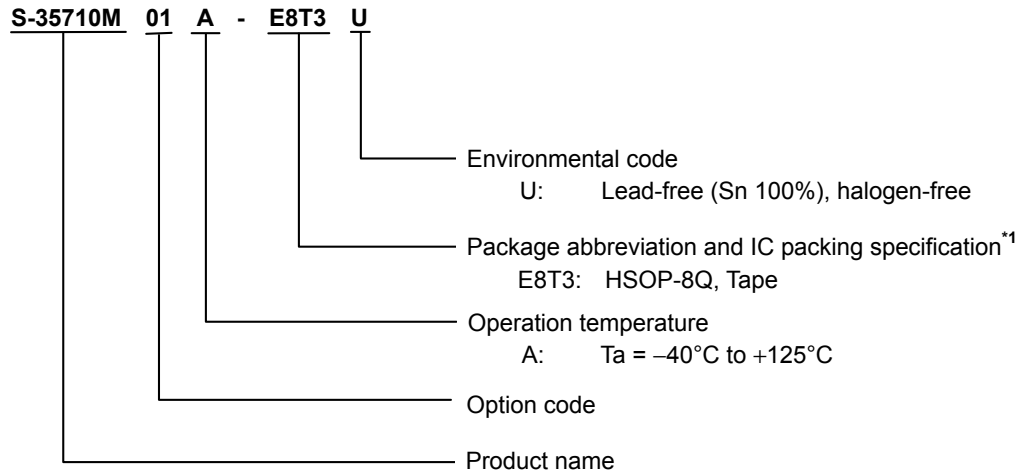 S-35710M 01 A - E8T3 U
Environmental code
U: Lead-free (Sn 100%), halogen-free
Package abbreviation and IC packing specification*1
E8T3: HSOP-8Q, Tape
Operation temperature
A: Ta = −40°C to +125°C
Option code
Product name